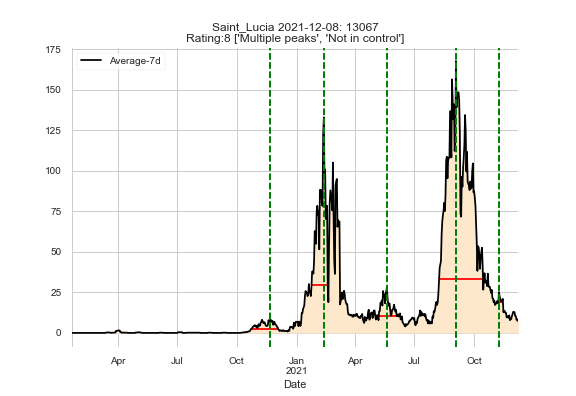 Saint_Lucia 2021-12-08: 13067
Rating:8 ['Multiple peaks', 'Not in control']
175
Average-7d
150
125
100
75
50
25
0
Apr Jul Oct Jan Apr Jul Oct
2021
Date